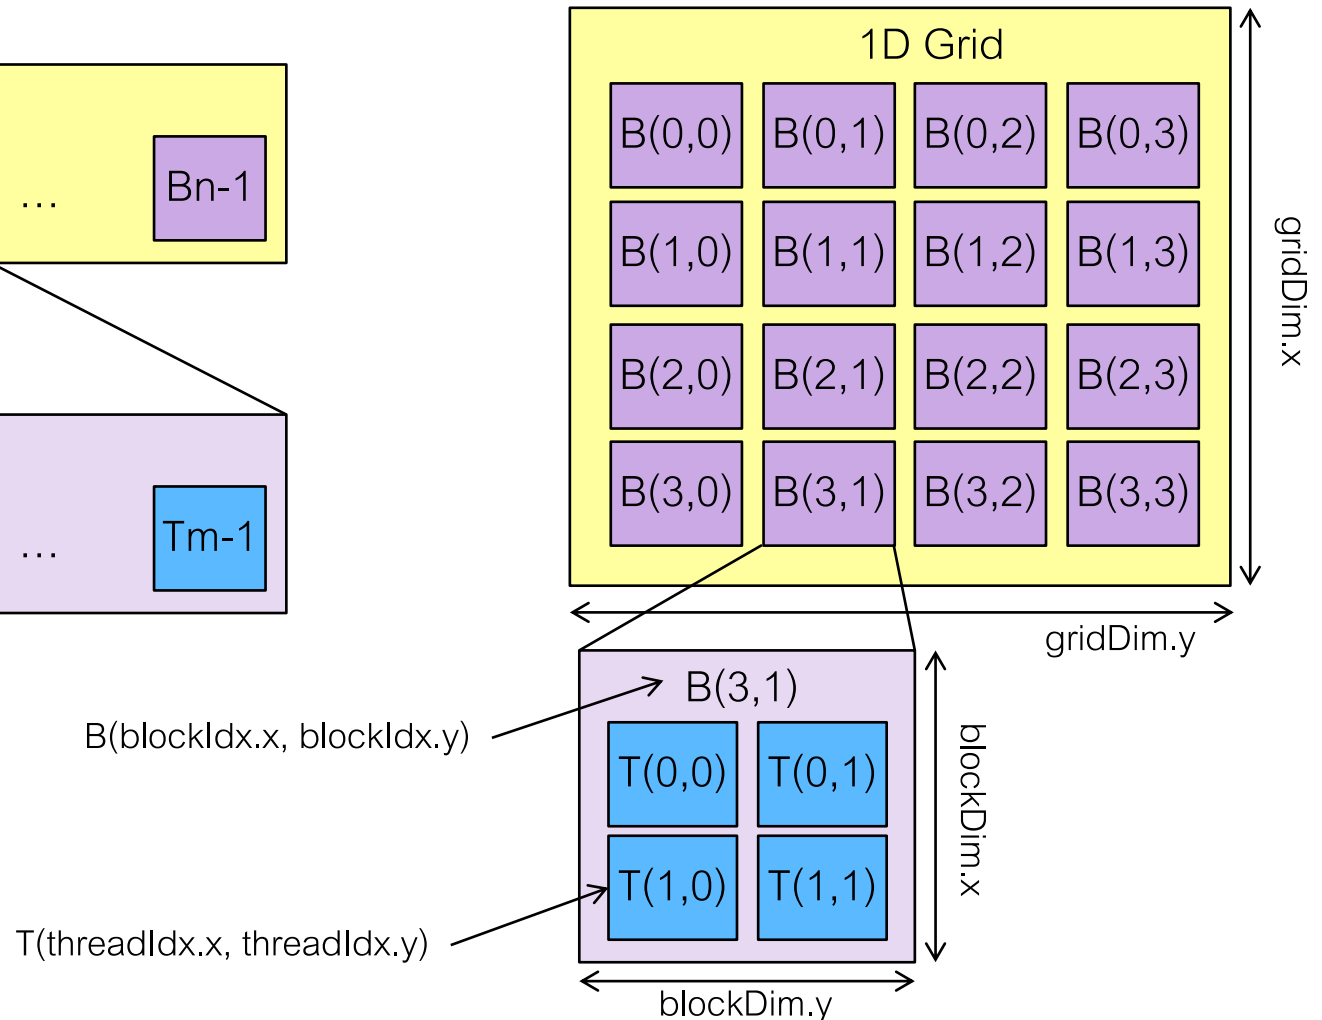 ...
Bn-1
...
Tm-1
1D Grid
B(0,0) B(0,1) B(0,2) B(0,3)
B(1,0) B(1,1) B(1,2) B(1,3)
B(2,0) B(2,1) B(2,2) B(2,3)
B(3,0) B(3,1) B(3,2) B(3,3)
gridDim.x
gridDim.y
B(3,1)
B(blockIdx.x, blockIdx.y)
T(0,0) T(0,1)
T(1,0) T(1,1)
blockDim.x
T(threadIdx.x, threadIdx.y)
blockDim.y